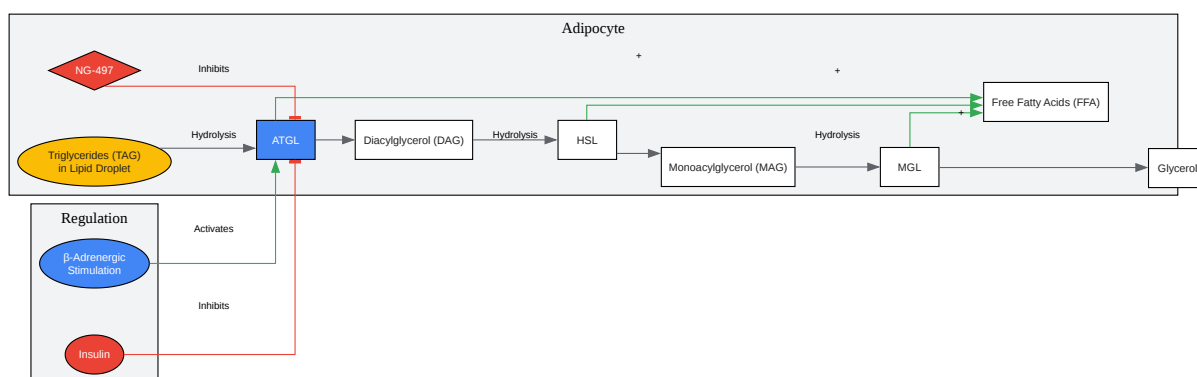 Adipocyte
+
+
NG-497
Inhibits
Free Fatty Acids (FFA)
+
Hydrolysis
ATGL
Diacylglycerol (DAG)
Hydrolysis
HSL
Hydrolysis
Triglycerides (TAG)
in Lipid Droplet
Monoacylglycerol (MAG)
MGL
Glycerol
Regulation
Activates
β-Adrenergic
Stimulation
Inhibits
Insulin